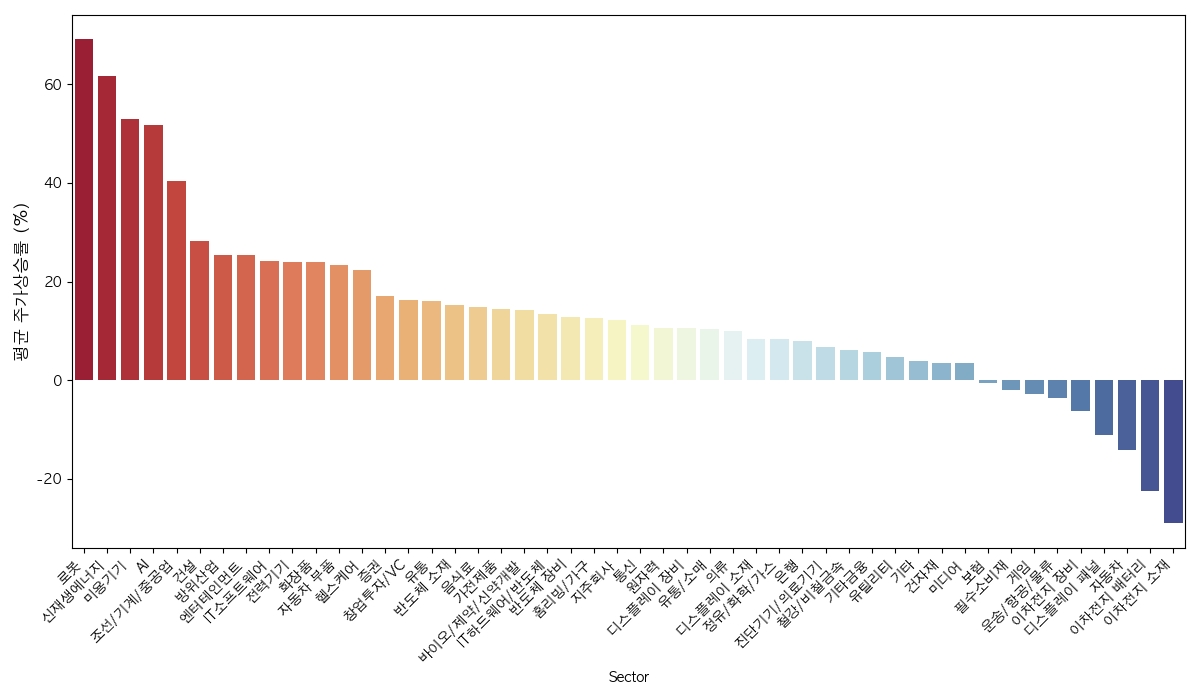 평균 주가상승률 (%)
60
40
20
0
-20
로봇
신재생에너지
미용기기
AI
조선/기계/중공업
건설
방위산업
엔터테인먼트
IT소프트웨어
전력기기
화장품
자동차 부품
헬스케어
증권
창업투자/VC
유통
반도체 소재
음식료
가전제품
바이오/제약/신약개발
IT하드웨어/반도체
반도체 장비
홈리빙/가구
지주회사
통신
원자력
디스플레이 장비
유통/소매
의류
디스플레이 소재
정유/화학/가스
은행
진단기기/의료기기
철강/비철금속
기타금융
유틸리티
기타
건자재
미디어
보험
필수소비재
게임
운송/항공/물류
이차전지 장비
디스플레이 패널
자동차
이차전지 배터리
이차전지 소재
Sector